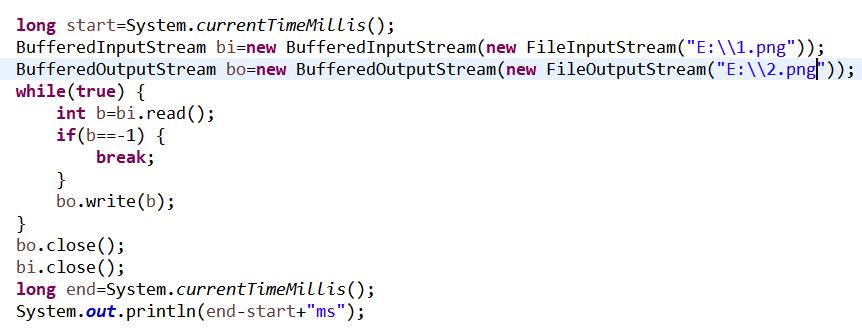 long start=System.currentTimeMillis();
BufferedInputStream bi=new BufferedInputStream(new FileInputStream("E:\\1.png"));
BufferedOutputStream bo=new BufferedOutputStream(new FileOutputStream("E:\\2.png"));
while(true) {
    int b=bi.read();
    if(b==-1) {
        break;
    }
    bo.write(b);
}
bo.close();
bi.close();
long end=System.currentTimeMillis();
System.out.println(end-start+"ms");